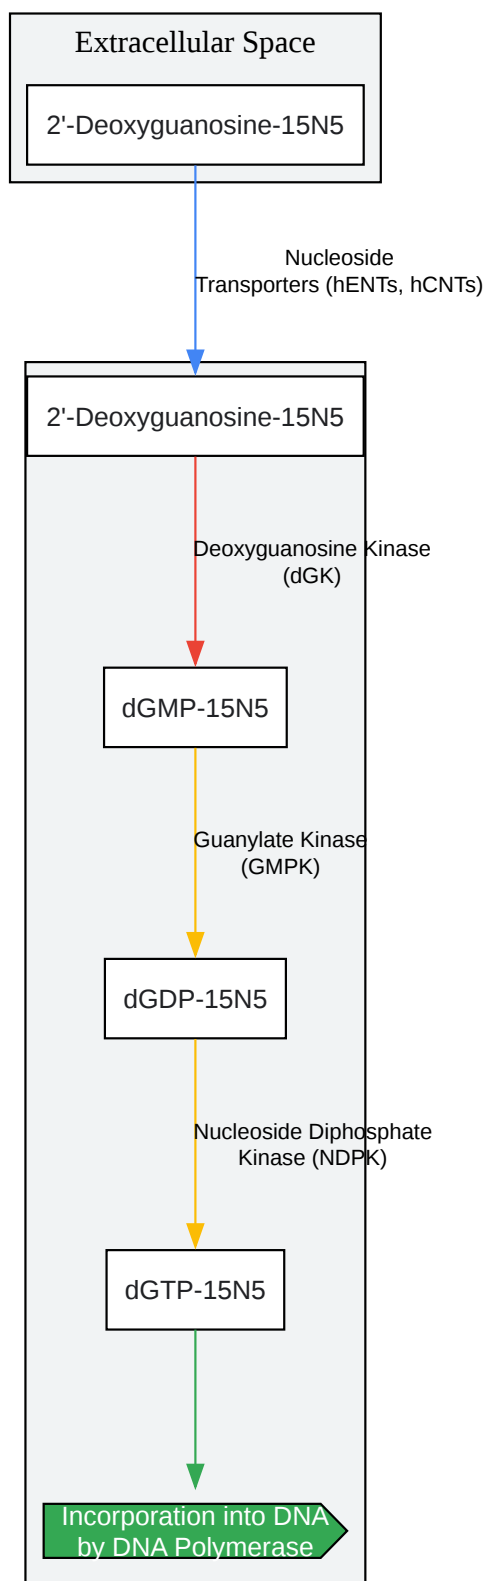 Extracellular Space
2'-Deoxyguanosine-15N5
Nucleoside
Transporters (hENTs, hCNTs)
2'-Deoxyguanosine-15N5
Deoxyguanosine Kinase
(dGK)
dGMP-15N5
Guanylate Kinase
(GMPK)
dGDP-15N5
Nucleoside Diphosphate
Kinase (NDPK)
dGTP-15N5
Incorporation into DNA
by DNA Polymerase